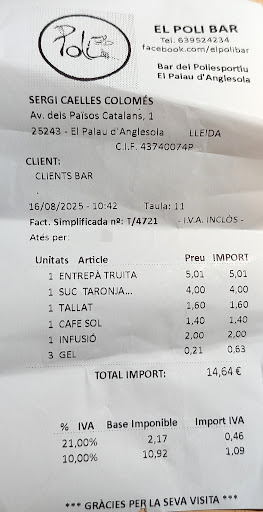 Poli
EL POLI BAR
Tel. 639524234
facebook.com/elpolibar
Bar del Poliesportiu
El Palau d'Anglesola
SERGI CAELLES COLOMÉS
Av. dels Països Catalans, 1
25243 - El Palau d'Anglesola LLEIDA
C.I.F. 43740074P
CLIENT:
CLIENTS BAR
.
16/08/2025 - 10:42 Taula: 11
Fact. Simplificada nº: T/4721 - I.V.A. INCLÒS -
Atés per:
Unitats Article Preu IMPORT
1 ENTREPÀ TRUITA 5,01 5,01
1 SUC TARONJA... 4,00 4,00
1 TALLAT 1,60 1,60
1 CAFE SOL 1,40 1,40
1 INFUSIÓ 2,00 2,00
3 GEL 0,21 0,63
TOTAL IMPORT: 14,64 €
% IVA Base Imponible Import IVA
21,00% 2,17 0,46
10,00% 10,92 1,09
*** GRÀCIES PER LA SEVA VISITA ***